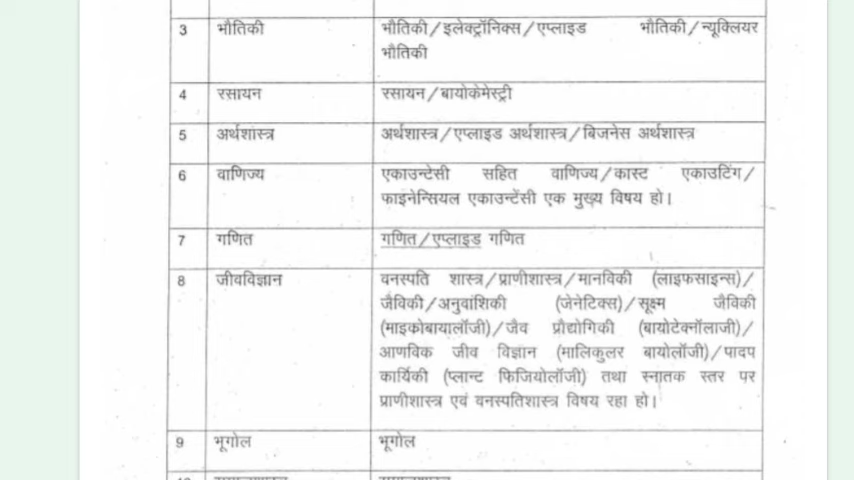 3 भौतिकी भौतिकी/इलेक्ट्रॉनिक्स/एप्लाइड भौतिकी/न्यूक्लियर
भौतिकी
4 रसायन रसायन/बायोकेमेस्ट्री
5 अर्थशास्त्र अर्थशास्त्र/एप्लाइड अर्थशास्त्र/बिजनेस अर्थशास्त्र
6 वाणिज्य एकाउन्टेसी सहित वाणिज्य/कास्ट एकाउटिंग/
फाइनेन्सियल एकाउन्टेंसी एक मुख्य विषय हो।
7 गणित गणित/एप्लाइड गणित
8 जीवविज्ञान वनस्पति शास्त्र/प्राणीशास्त्र/मानविकी (लाइफसाइन्स)/
जैविकी/अनुवांशिकी (जेनेटिक्स)/सूक्ष्म जैविकी
(माइकोबायालॉजी)/जैव प्रौद्योगिकी (बायोटेक्नॉलाजी)/
आणविक जीव विज्ञान (मालिकुलर बायोलॉजी)/पादप
कार्यिकी (प्लान्ट फिजियोलॉजी) तथा स्नातक स्तर पर
प्राणीशास्त्र एवं वनस्पतिशास्त्र विषय रहा हो।
9 भूगोल भूगोल